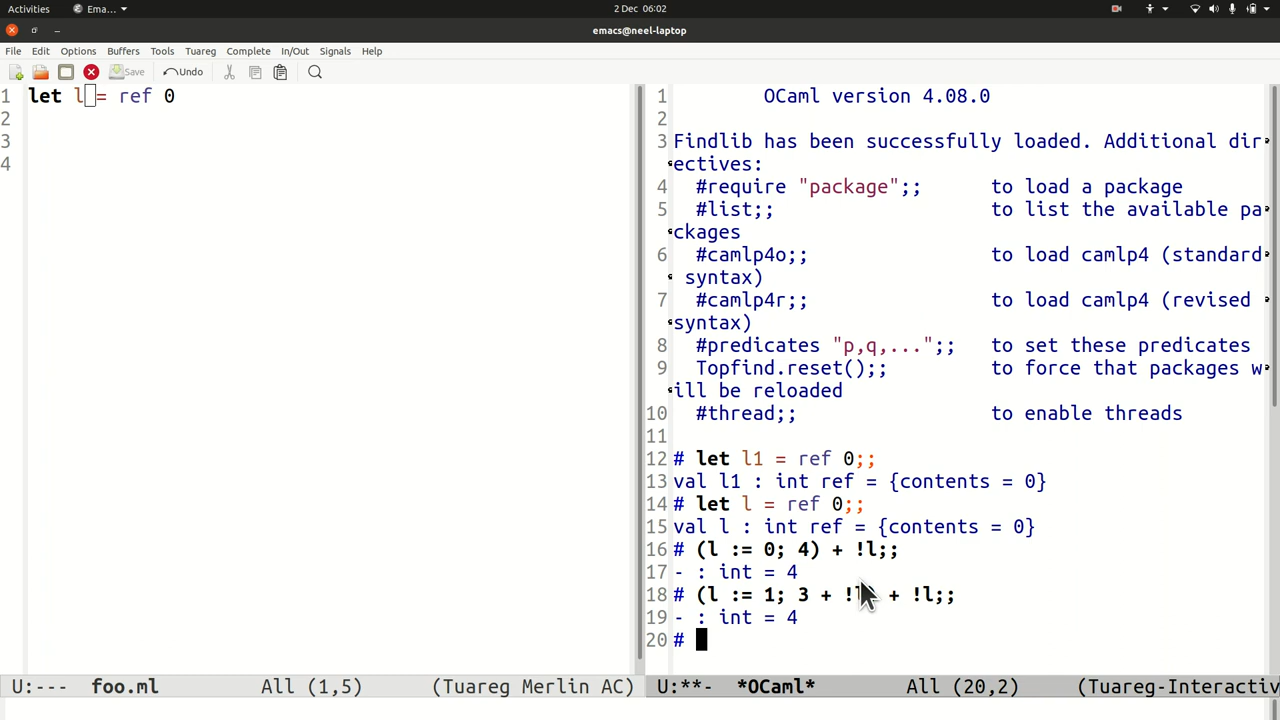 Activities Ema... 2 Dec 06:02
emacs@neel-laptop
File Edit Options Buffers Tools Tuareg Complete In/Out Signals Help
Save Undo
1 let l = ref 0
2
3
4
1 OCaml version 4.08.0
2
3 Findlib has been successfully loaded. Additional dir
ectives:
4 #require "package";; to load a package
5 #list;; to list the available pa
ckages
6 #camlp4o;; to load camlp4 (standard
syntax)
7 #camlp4r;; to load camlp4 (revised
syntax)
8 #predicates "p,q,...";; to set these predicates
9 Topfind.reset();; to force that packages w
ill be reloaded
10 #thread;; to enable threads
11
12 # let l1 = ref 0;;
13 val l1 : int ref = {contents = 0}
14 # let l = ref 0;;
15 val l : int ref = {contents = 0}
16 # (l := 0; 4) + !l;;
17 - : int = 4
18 # (l := 1; 3 + !l) + !l;;
19 - : int = 4
20 #
U:--- foo.ml All (1,5) (Tuareg Merlin AC)
U:**- *OCaml* All (20,2) (Tuareg-Interactiv